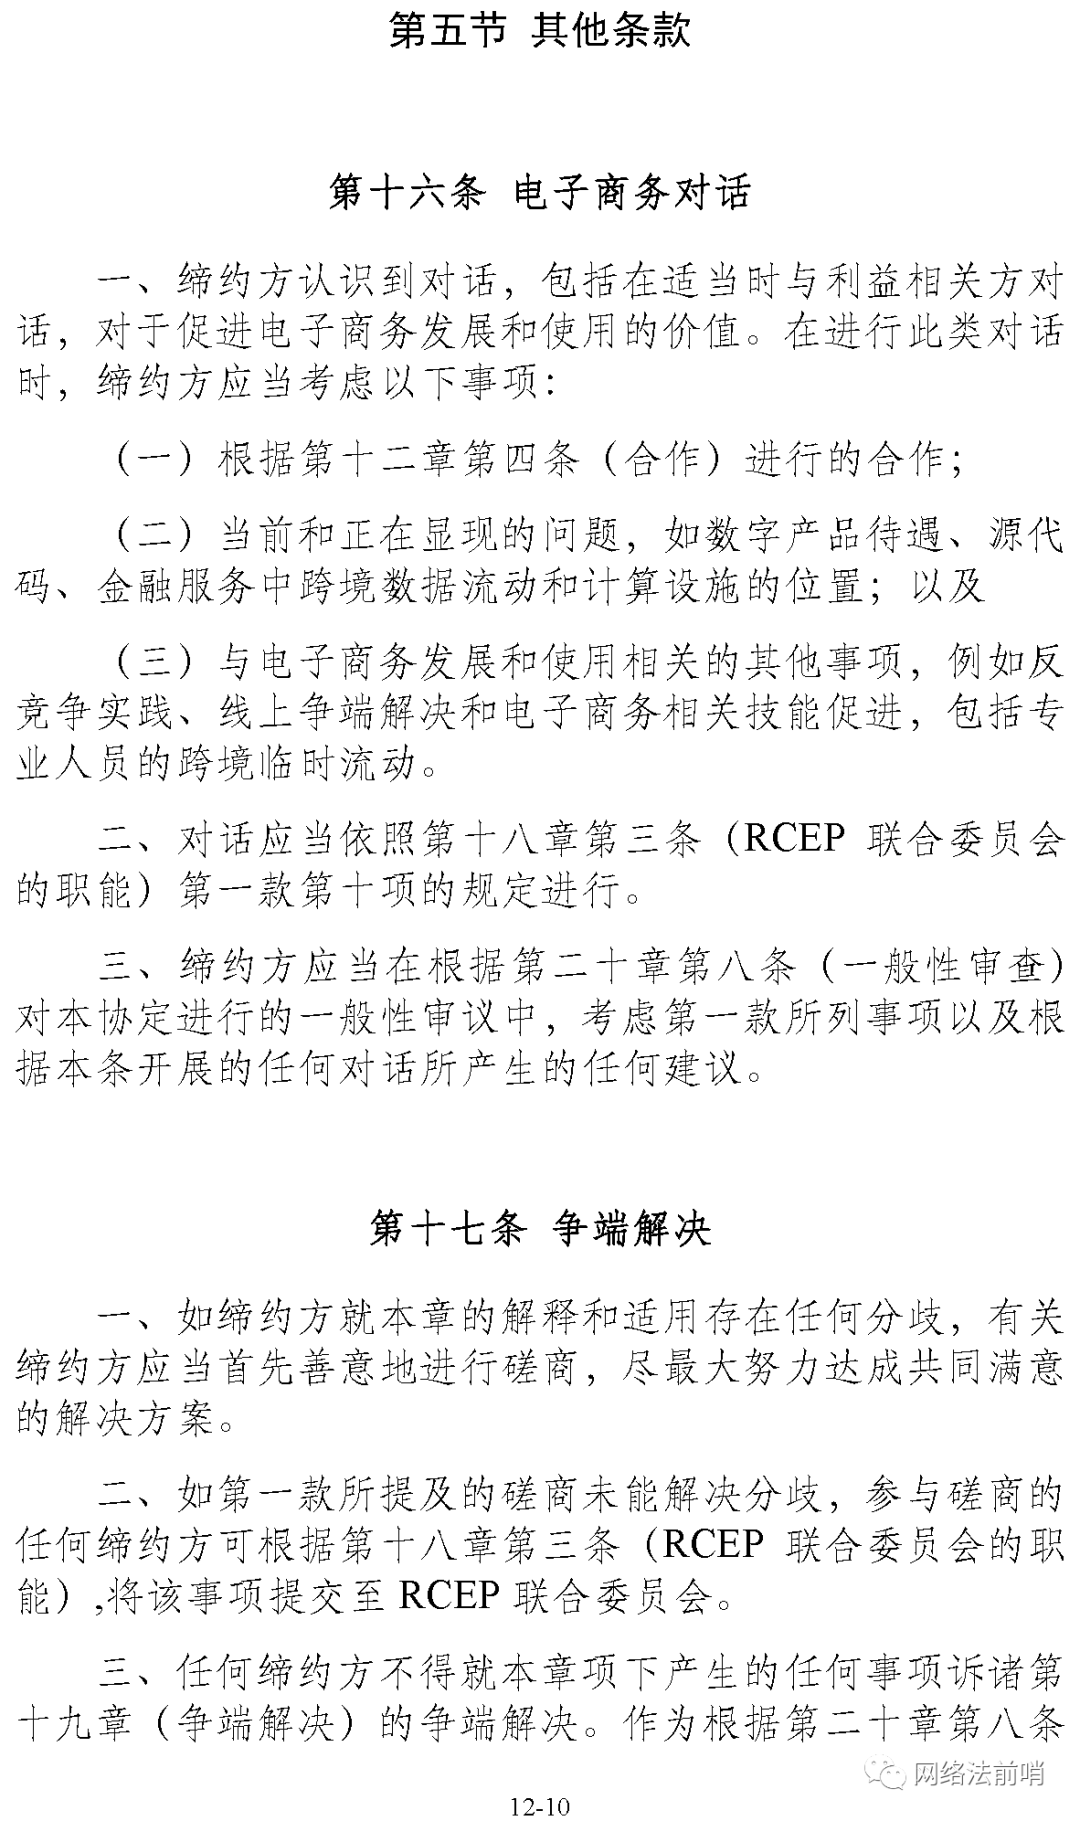 第五节 其他条款
第十六条 电子商务对话
一、缔约方认识到对话，包括在适当时与利益相关方对
话，对于促进电子商务发展和使用的价值。在进行此类对话
时，缔约方应当考虑以下事项：
（一）根据第十二章第四条（合作）进行的合作；
（二）当前和正在显现的问题，如数字产品待遇、源代
码、金融服务中跨境数据流动和计算设施的位置；以及
（三）与电子商务发展和使用相关的其他事项，例如反
竞争实践、线上争端解决和电子商务相关技能促进，包括专
业人员的跨境临时流动。
二、对话应当依照第十八章第三条（RCEP 联合委员会
的职能）第一款第十项的规定进行。
三、缔约方应当在根据第二十章第八条（一般性审查）
对本协定进行的一般性审议中，考虑第一款所列事项以及根
据本条开展的任何对话所产生的任何建议。
第十七条 争端解决
一、如缔约方就本章的解释和适用存在任何分歧，有关
缔约方应当首先善意地进行磋商，尽最大努力达成共同满意
的解决方案。
二、如第一款所提及的磋商未能解决分歧，参与磋商的
任何缔约方可根据第十八章第三条（RCEP 联合委员会的职
能）,将该事项提交至 RCEP 联合委员会。
三、任何缔约方不得就本章项下产生的任何事项诉诸第
十九章（争端解决）的争端解决。作为根据第二十章第八条
网络法前哨
12-10